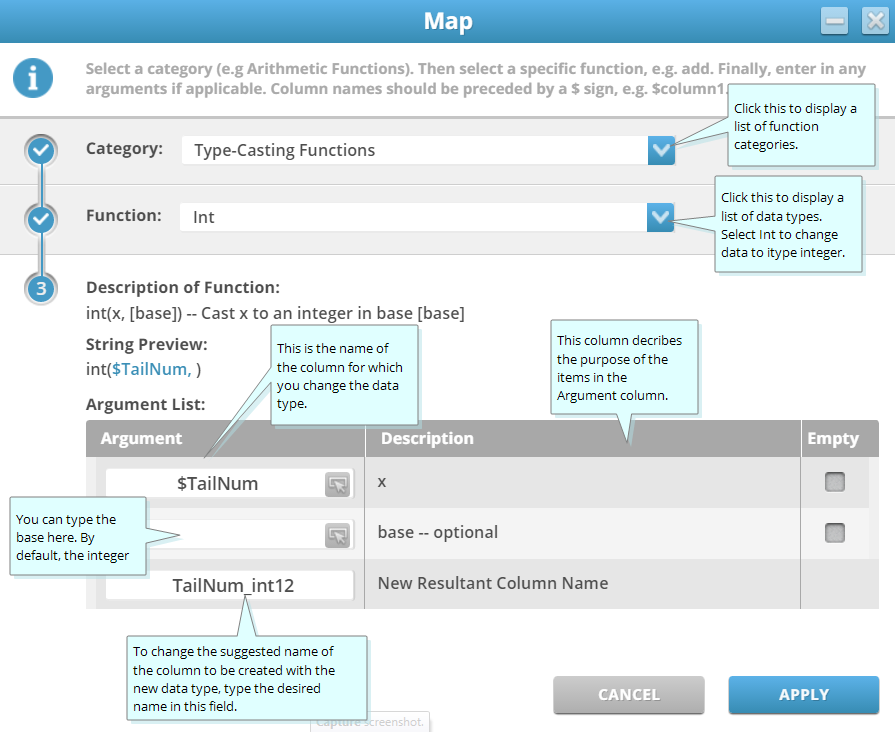 Map
Select a category (e.g Arithmetic Functions). Then select a specific function, e.g. add. Finally, enter in any
arguments if applicable. Column names should be preceded by a $ sign, e.g. $column1.
Click this to display a
list of function
categories.
Category:
Type-Casting Functions
Click this to display a
list of data types.
Select Int to change
data to itype integer.
Function:
Int
3
Description of Function:
int(x, [base]) -- Cast x to an integer in base [base]
String Preview:
int($TailNum, )
This is the name of
the column for which
you change the data
type.
This column decribes
the purpose of the
items in the
Argument column.
Argument List:
Argument
Description
Empty
$TailNum
x
You can type the
base here. By
default, the integer
base -- optional
TailNum_int12
New Resultant Column Name
To change the suggested name of
the column to be created with the
new data type, type the desired
name in this field.
CANCEL
APPLY
Capture screenshot.